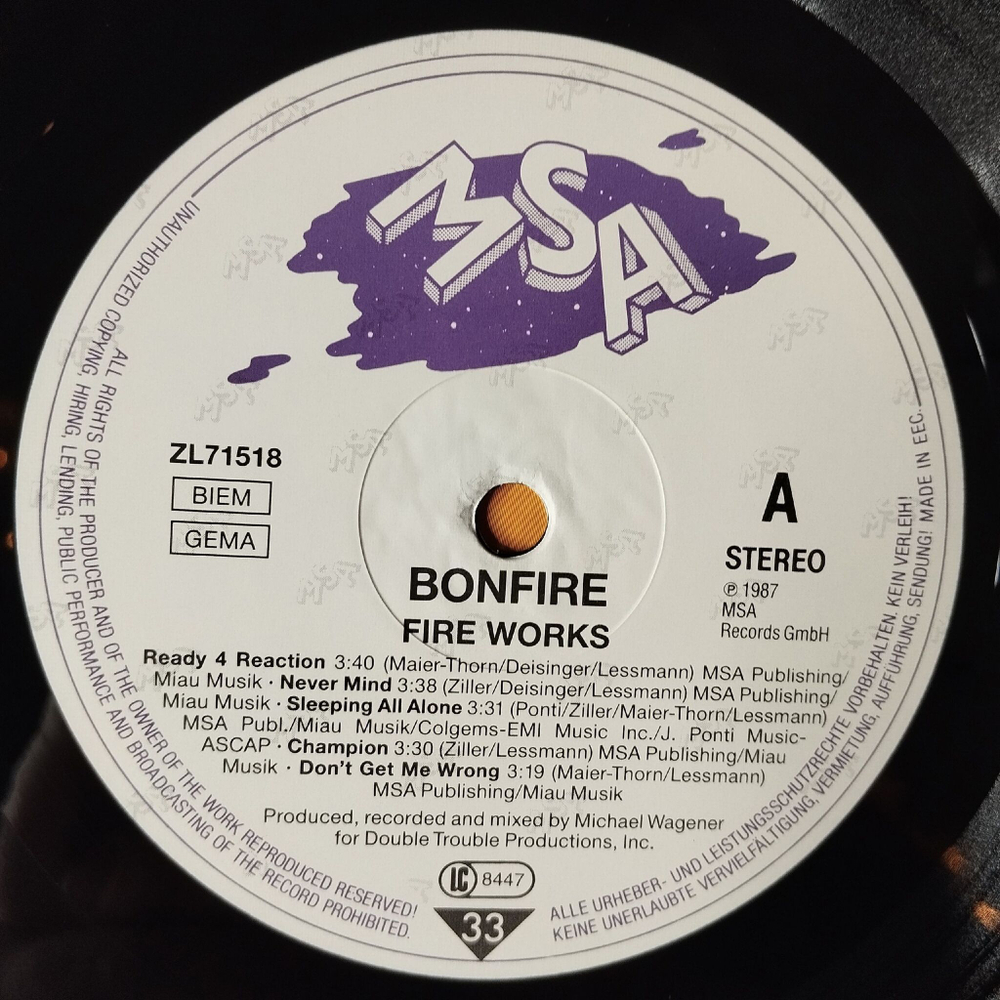 MSA
ZL71518
BIEM
GEMA
A
STEREO
℗ 1987
MSA
Records GmbH
BONFIRE
FIRE WORKS
Ready 4 Reaction 3:40 (Maier-Thorn/Deisinger/Lessmann) MSA Publishing/
Miau Musik · Never Mind 3:38 (Ziller/Deisinger/Lessmann) MSA Publishing/
Miau Musik · Sleeping All Alone 3:31 (Ponti/Ziller/Maier-Thorn/Lessmann)
MSA Publ./Miau Musik/Colgems-EMI Music Inc./J. Ponti Music-
ASCAP · Champion 3:30 (Ziller/Lessmann) MSA Publishing/Miau
Musik · Don't Get Me Wrong 3:19 (Maier-Thorn/Lessmann)
MSA Publishing/Miau Musik
Produced, recorded and mixed by Michael Wagener
for Double Trouble Productions, Inc.
LC 8447
33
ALL RIGHTS OF THE PRODUCER AND OF THE OWNER OF THE WORK REPRODUCED RESERVED!
UNAUTHORIZED COPYING, HIRING, LENDING, PUBLIC PERFORMANCE AND BROADCASTING OF THE RECORD PROHIBITED.
ALLE URHEBER- UND LEISTUNGSSCHUTZRECHTE VORBEHALTEN. KEIN VERLEIH!
KEINE UNERLAUBTE VERVIELFÄLTIGUNG, VERMIETUNG, AUFFÜHRUNG, SENDUNG! MADE IN EEC.